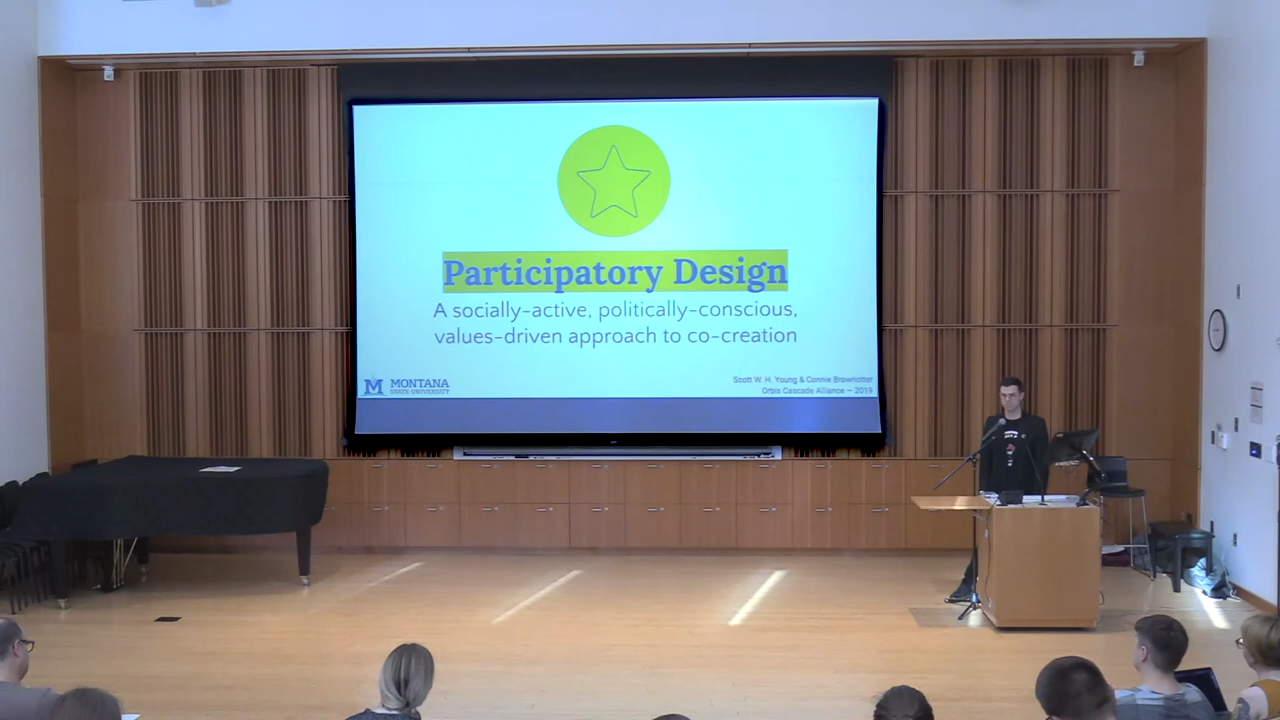 Participatory Design
A socially-active, politically-conscious,
values-driven approach to co-creation
M MONTANA
STATE UNIVERSITY
Scott W. H. Young & Connie Brownotter
Orbis Cascade Alliance – 2019